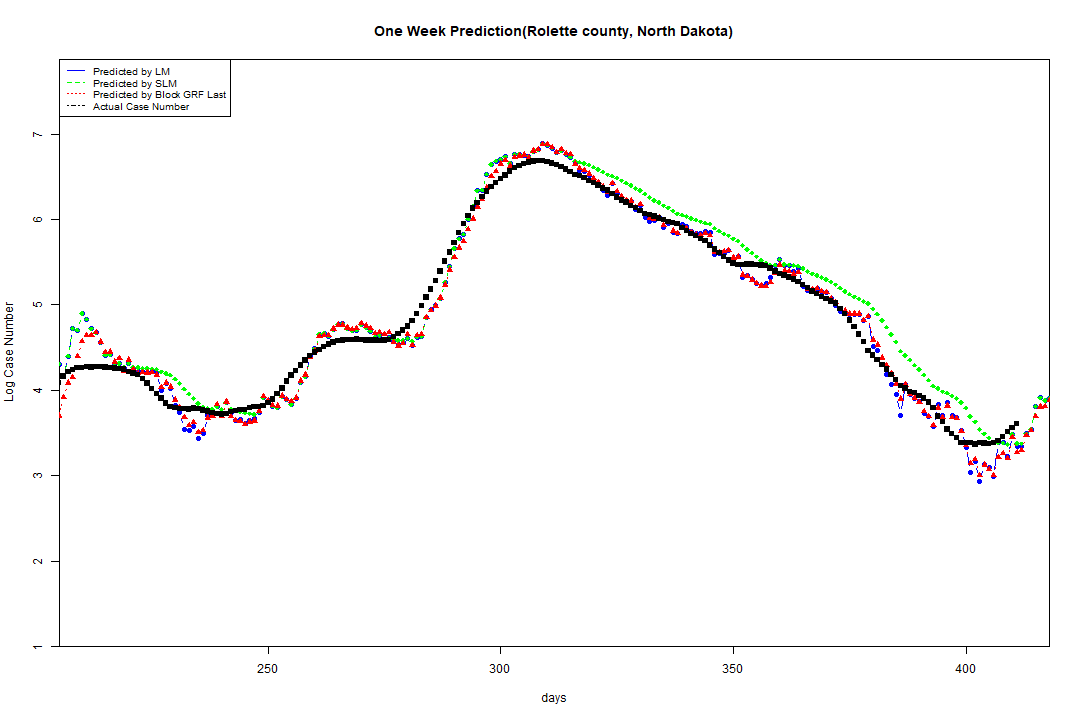 One Week Prediction(Rolette county, North Dakota)
Predicted by LM
Predicted by SLM
Predicted by Block GRF Last
Actual Case Number
7
6
5
4
3
2
1
Log Case Number
250
300
350
400
days